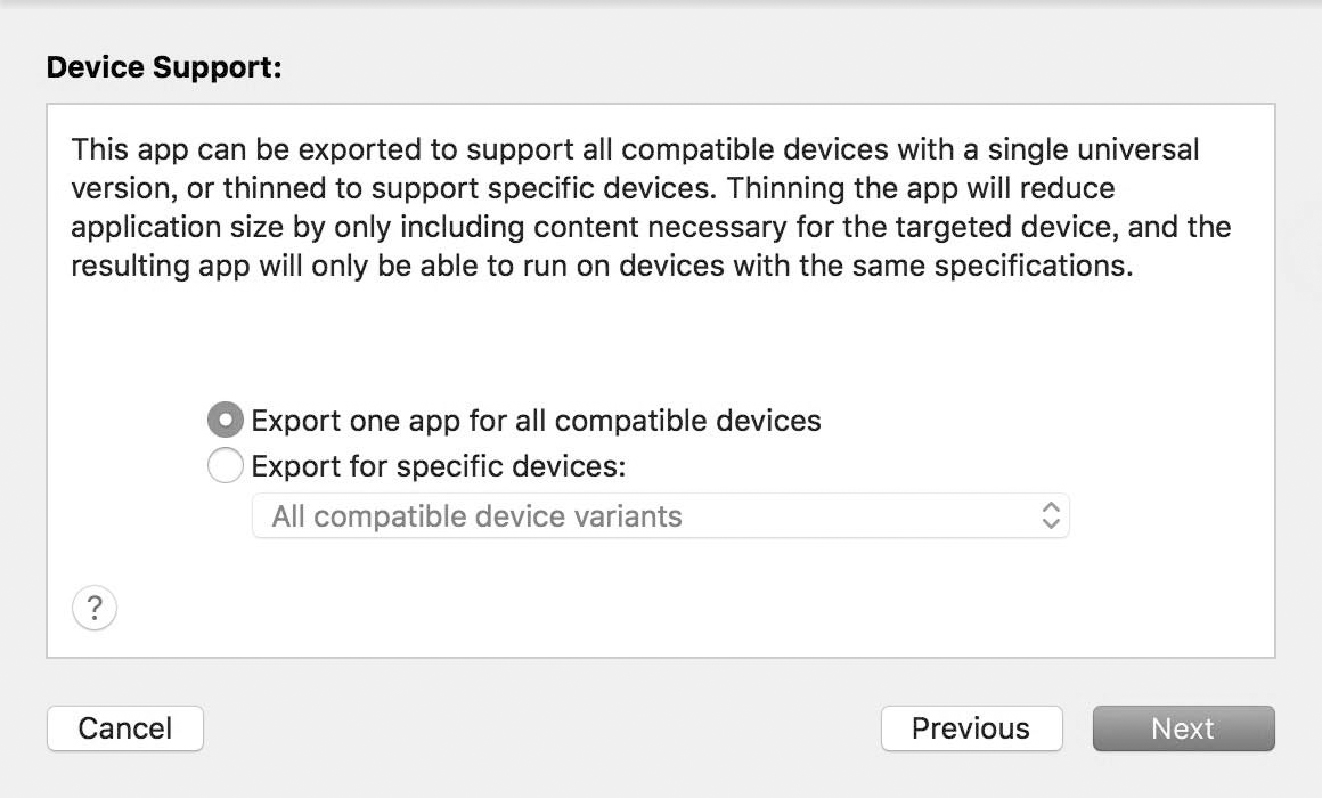 Device Support:
This app can be exported to support all compatible devices with a single universal
version, or thinned to support specific devices. Thinning the app will reduce
application size by only including content necessary for the targeted device, and the
resulting app will only be able to run on devices with the same specifications.
Export one app for all compatible devices
Export for specific devices:
All compatible device variants
?
Cancel
Previous
Next